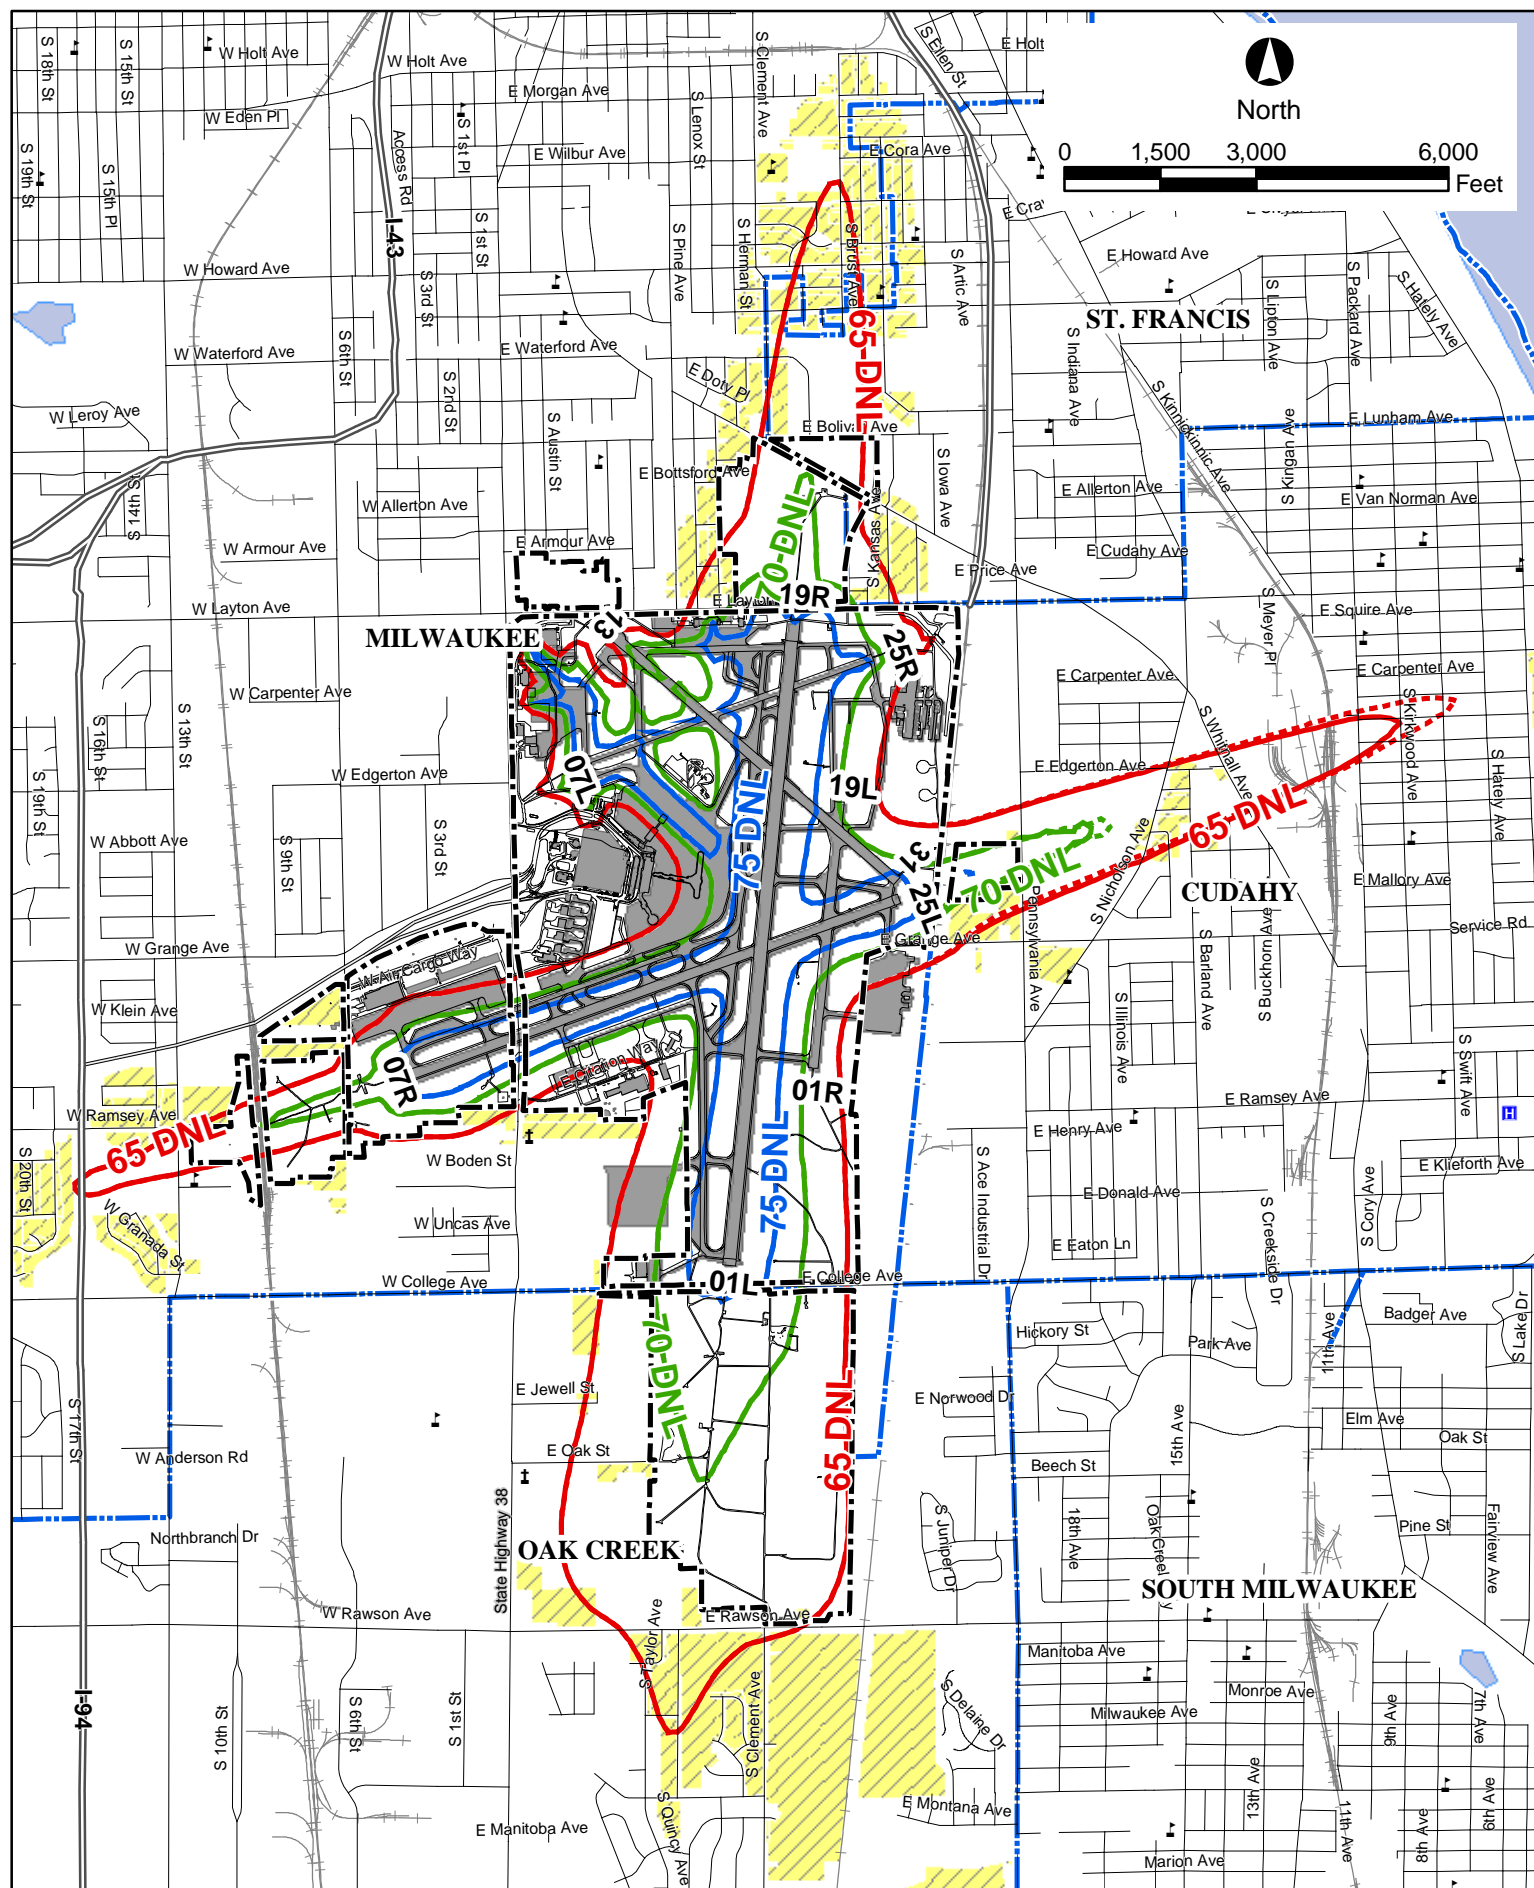 S 18th St
S 15th St
W Holt Ave
W Holt Ave
S Clement Ave
S Ellen St
E Holt
North
0 1,500 3,000 6,000
Feet
W Eden Pl
Access Rd
S 1st Pl
E Morgan Ave
S Lenox St
E Wilbur Ave
E Cora Ave
S 19th St
S 15th Pl
I-43
S 1st St
S Pine Ave
S Herman St
S Brust Ave
S Artic Ave
E Howard Ave
W Howard Ave
S 3rd St
S Lipton Ave
S Packard Ave
S Hately Ave
ST. FRANCIS
65 DNL
W Waterford Ave
S 6th St
E Waterford Ave
S Indiana Ave
E Doty Pl
S 2nd St
S Kinnickinnic Ave
W Leroy Ave
S Austin St
E Bolivar Ave
E Lunham Ave
S Kingan Ave
S 14th St
E Bottsford Ave
S Iowa Ave
W Allerton Ave
E Allerton Ave
E Van Norman Ave
70 DNL
S Kansas Ave
W Armour Ave
E Armour Ave
E Cudahy Ave
E Price Ave
W Layton Ave
19R
S Meyer Pl
E Squire Ave
MILWAUKEE
13
25R
W Carpenter Ave
E Carpenter Ave
E Carpenter Ave
S 16th St
S 13th St
S Whitnall Ave
S Kirkwood Ave
S Hately Ave
W Edgerton Ave
07L
19L
E Edgerton Ave
S 19th St
75 DNL
65 DNL
W Abbott Ave
S 9th St
S 3rd St
31
70 DNL
S Nicholson Ave
CUDAHY
E Mallory Ave
25L
Pennsylvania Ave
W Grange Ave
W Air Cargo Way
E Grange Ave
S Barland Ave
S Buckhorn Ave
Service Rd
W Klein Ave
S Illinois Ave
E Citation Way
07R
01R
S Swift Ave
W Ramsey Ave
E Ramsey Ave
H
65 DNL
E Henry Ave
S 20th St
W Boden St
S Ace Industrial Dr
E Klieforth Ave
75 DNL
E Donald Ave
W Granada St
W Uncas Ave
E Eaton Ln
S Creekside Dr
S Cory Ave
W College Ave
01L
E College Ave
Hickory St
Park Ave
11th Ave
Badger Ave
S Lake Dr
70 DNL
S 17th St
E Jewell St
65 DNL
E Norwood Dr
15th Ave
Elm Ave
Oak St
W Anderson Rd
E Oak St
Beech St
Northbranch Dr
State Highway 38
OAK CREEK
S Juniper Dr
18th Ave
Pine St
Fairview Ave
SOUTH MILWAUKEE
W Rawson Ave
E Rawson Ave
S Taylor Ave
Manitoba Ave
I-94
S 10th St
S 6th St
S 1st St
S Clement Ave
S Delaine Dr
Monroe Ave
Milwaukee Ave
9th Ave
7th Ave
E Manitoba Ave
S Quincy Ave
E Montana Ave
13th Ave
11th Ave
8th Ave
6th Ave
Marion Ave